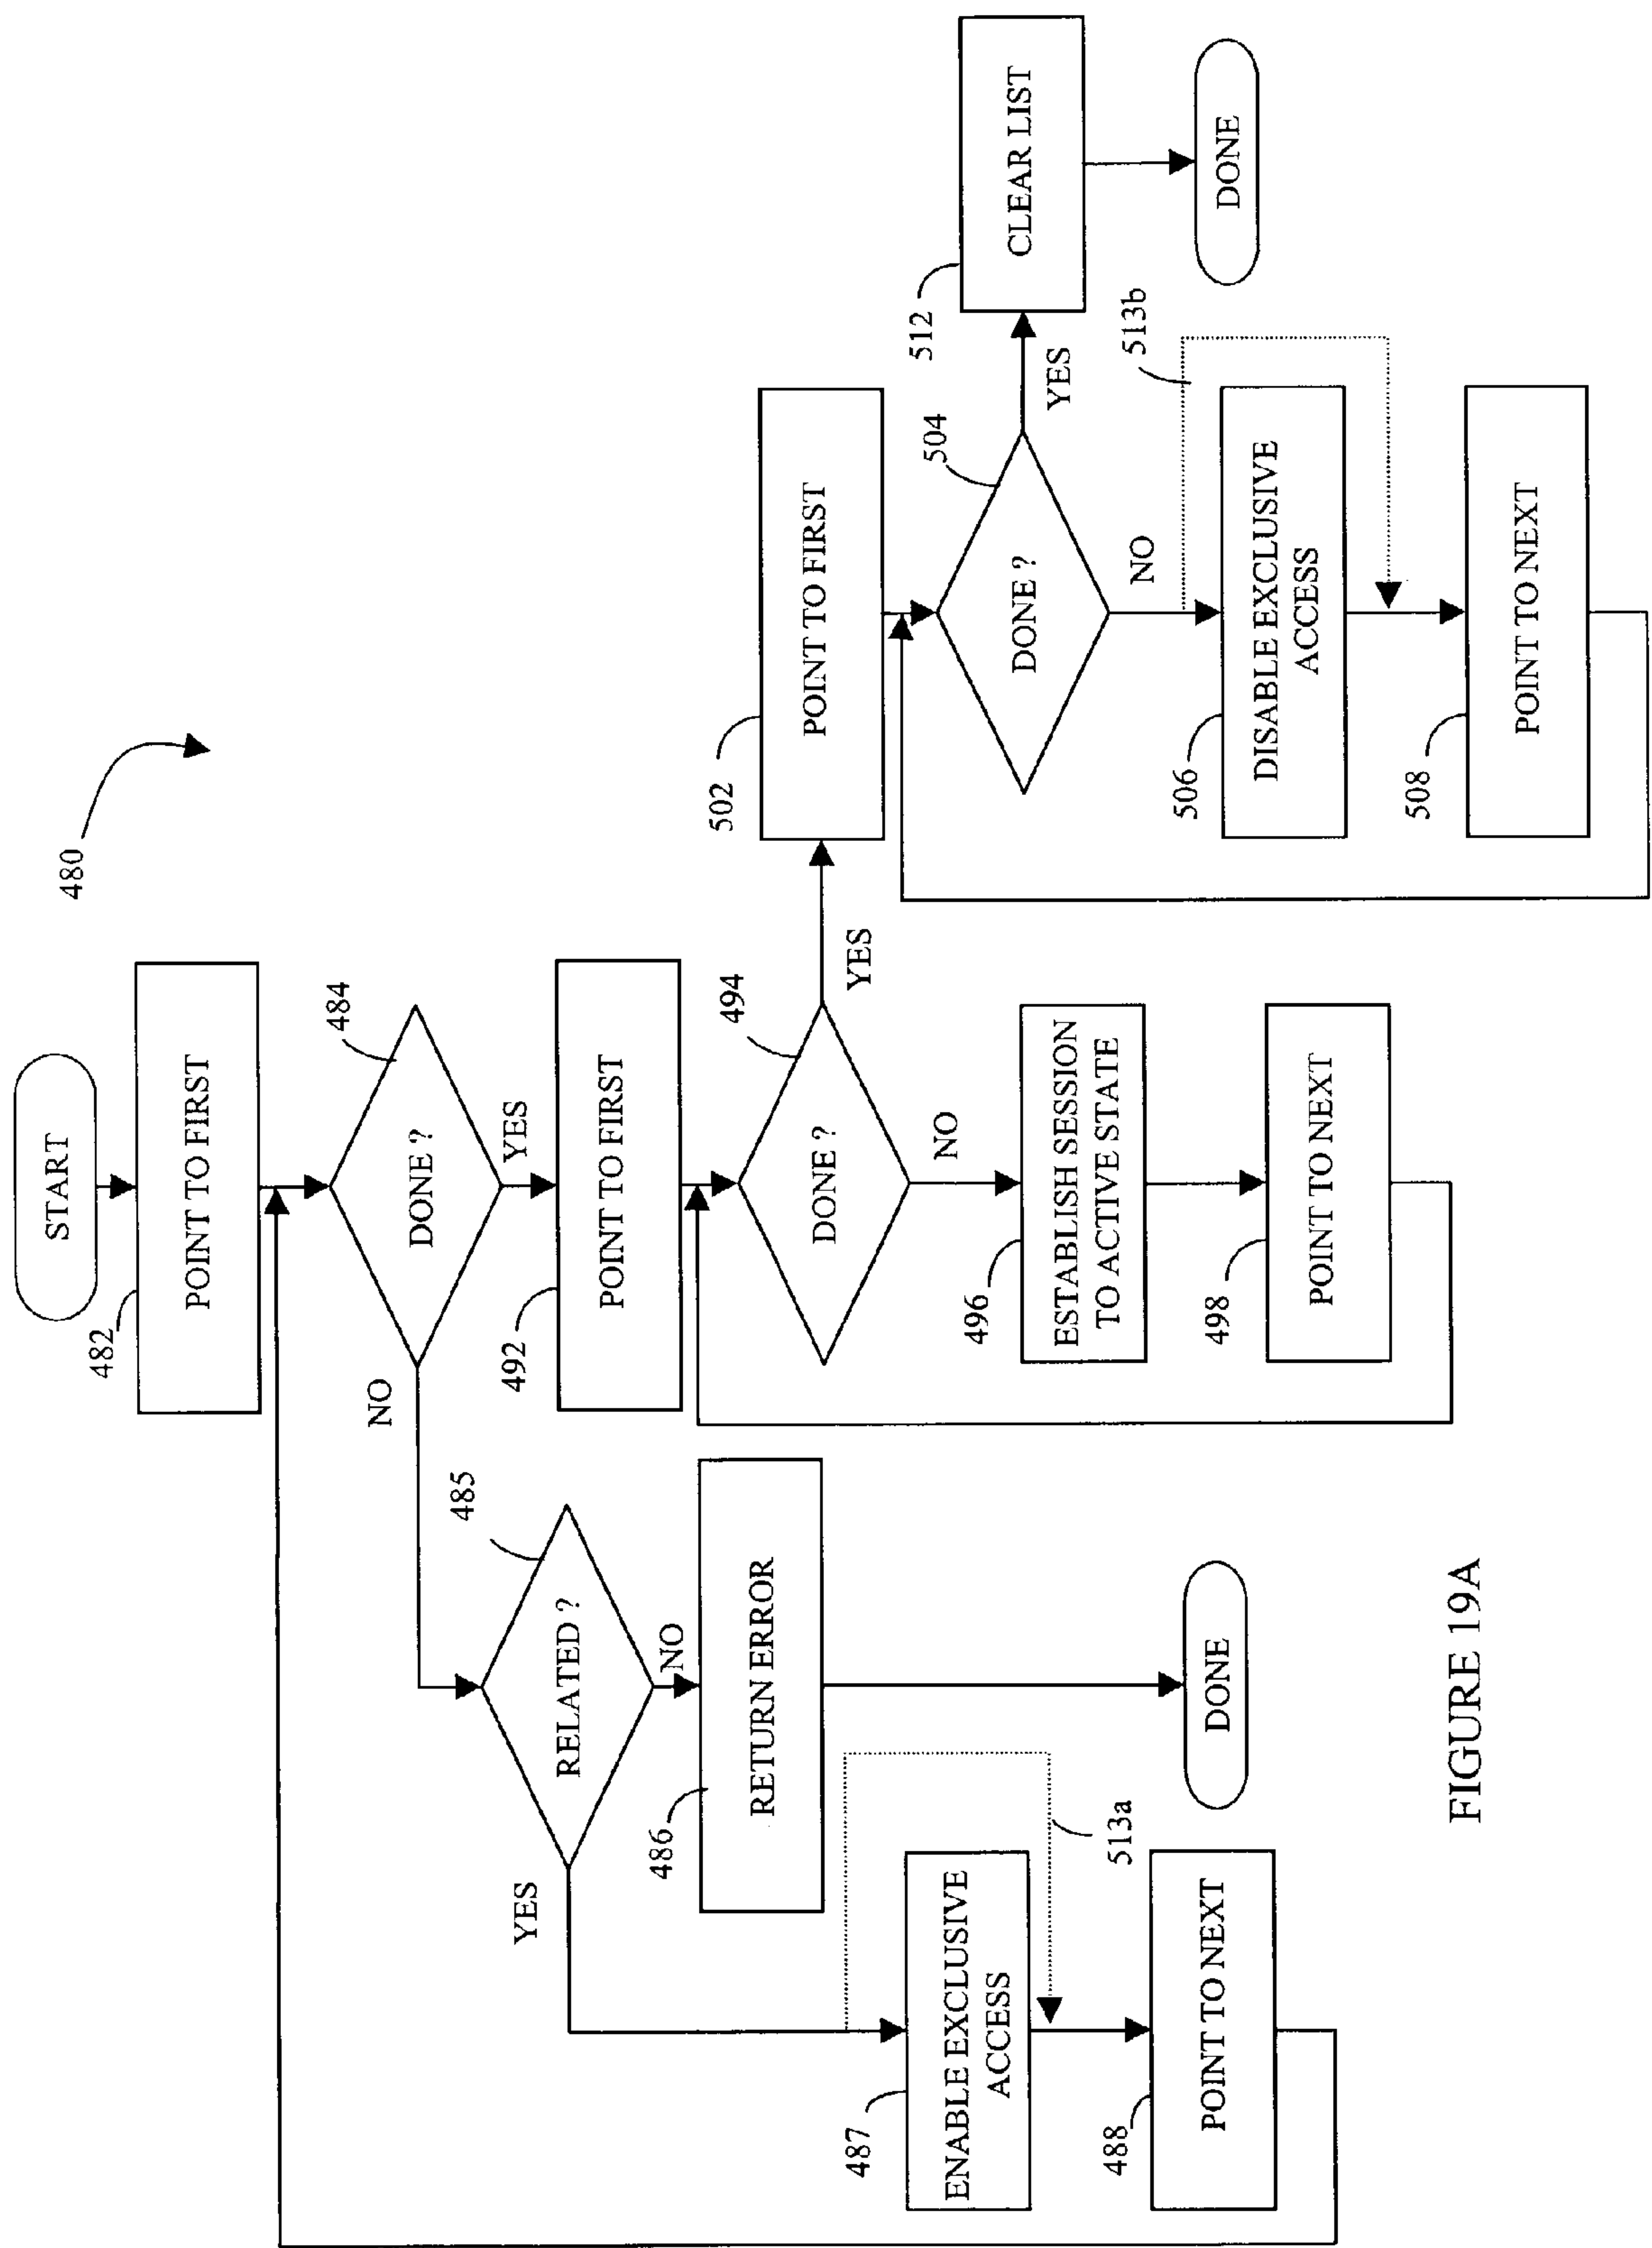 480
START
482
POINT TO FIRST
484
DONE ?
NO
YES
485
RELATED ?
YES
NO
486
RETURN ERROR
DONE
487
ENABLE EXCLUSIVE
ACCESS
513a
488
POINT TO NEXT
492
POINT TO FIRST
494
DONE ?
YES
NO
496
ESTABLISH SESSION
TO ACTIVE STATE
498
POINT TO NEXT
502
POINT TO FIRST
504
DONE ?
YES
NO
512
CLEAR LIST
DONE
513b
506
DISABLE EXCLUSIVE
ACCESS
508
POINT TO NEXT
FIGURE 19A